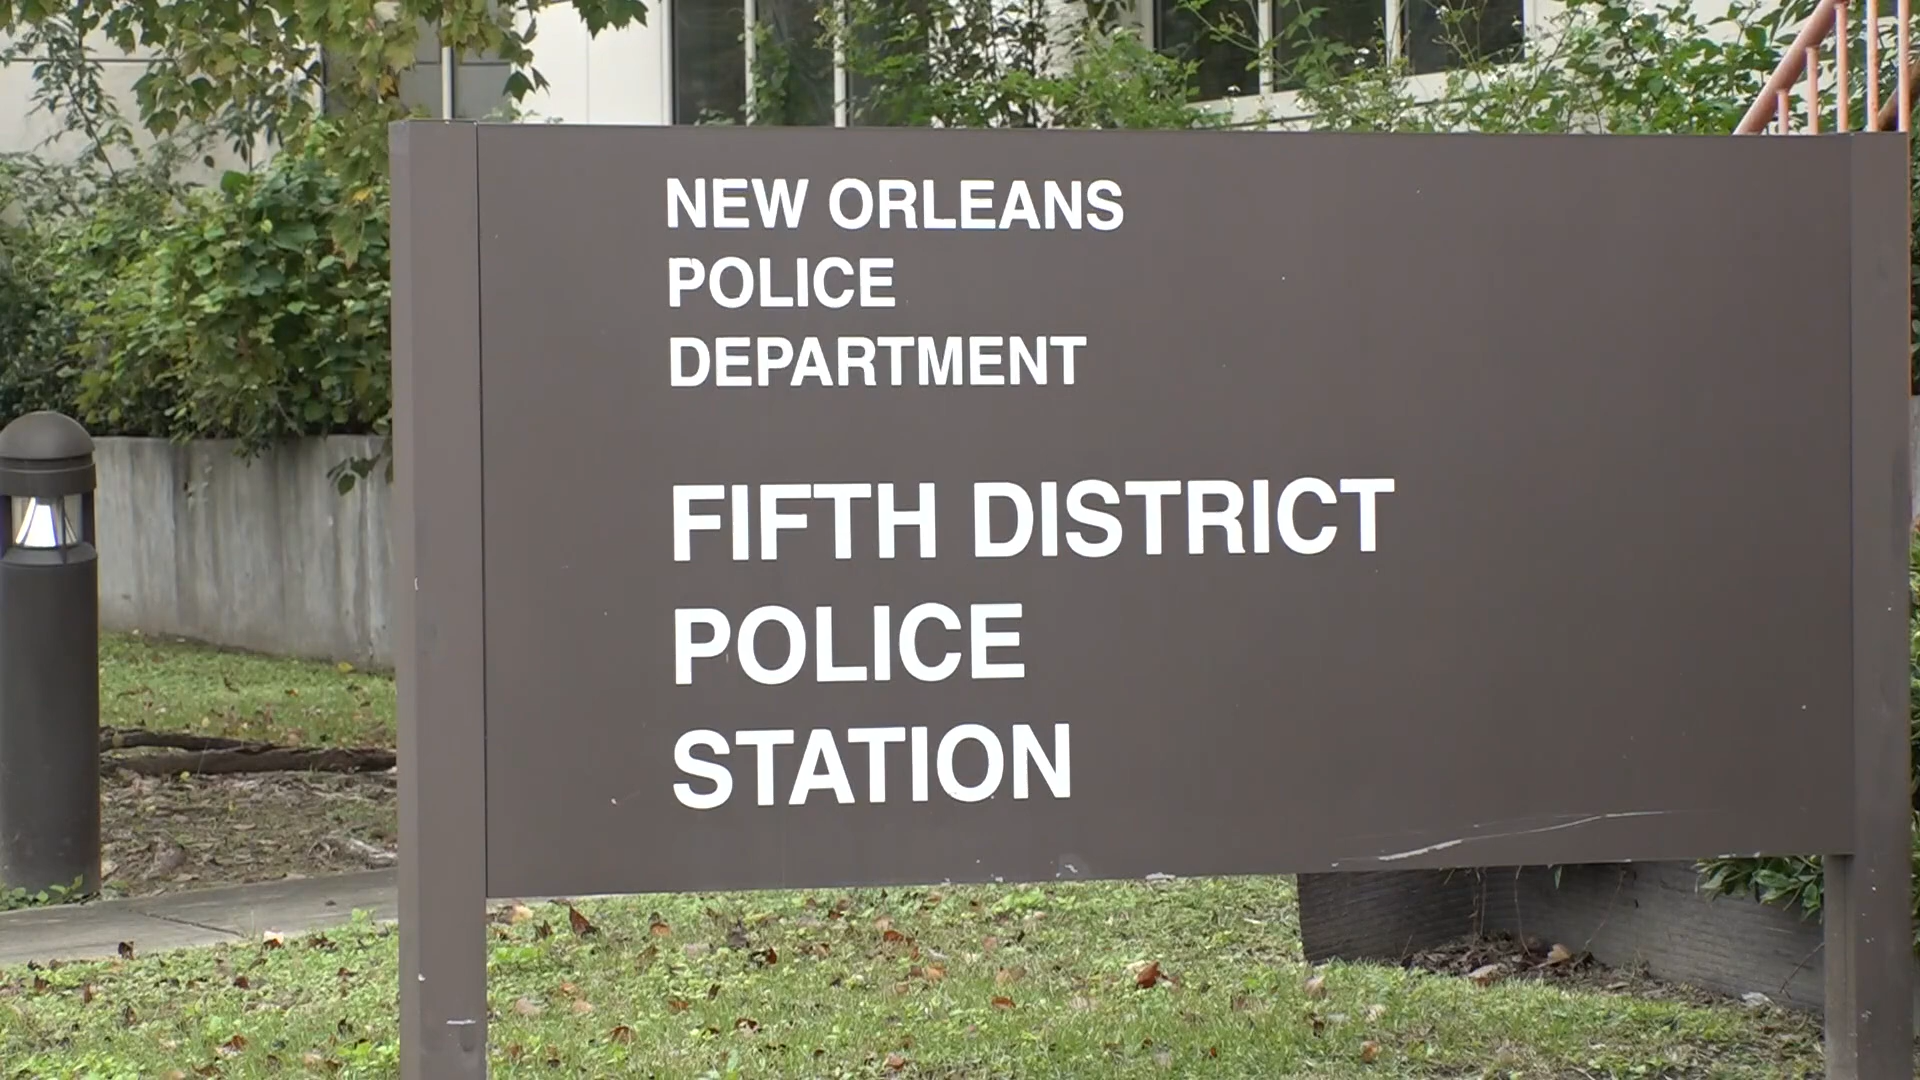 NEW ORLEANS
POLICE
DEPARTMENT
FIFTH DISTRICT
POLICE
STATION